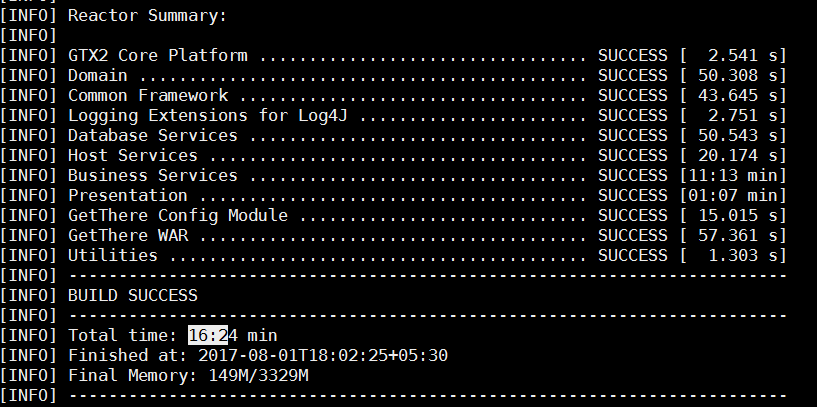 [INFO] Reactor Summary:
[INFO]
[INFO] GTX2 Core Platform ................................. SUCCESS [  2.541 s]
[INFO] Domain ............................................. SUCCESS [ 50.308 s]
[INFO] Common Framework ................................... SUCCESS [ 43.645 s]
[INFO] Logging Extensions for Log4J ....................... SUCCESS [  2.751 s]
[INFO] Database Services .................................. SUCCESS [ 50.543 s]
[INFO] Host Services ...................................... SUCCESS [ 20.174 s]
[INFO] Business Services .................................. SUCCESS [11:13 min]
[INFO] Presentation ....................................... SUCCESS [01:07 min]
[INFO] GetThere Config Module ............................. SUCCESS [ 15.015 s]
[INFO] GetThere WAR ....................................... SUCCESS [ 57.361 s]
[INFO] Utilities .......................................... SUCCESS [  1.303 s]
[INFO] ------------------------------------------------------------------------
[INFO] BUILD SUCCESS
[INFO] ------------------------------------------------------------------------
[INFO] Total time: 16:24 min
[INFO] Finished at: 2017-08-01T18:02:25+05:30
[INFO] Final Memory: 149M/3329M
[INFO] ------------------------------------------------------------------------